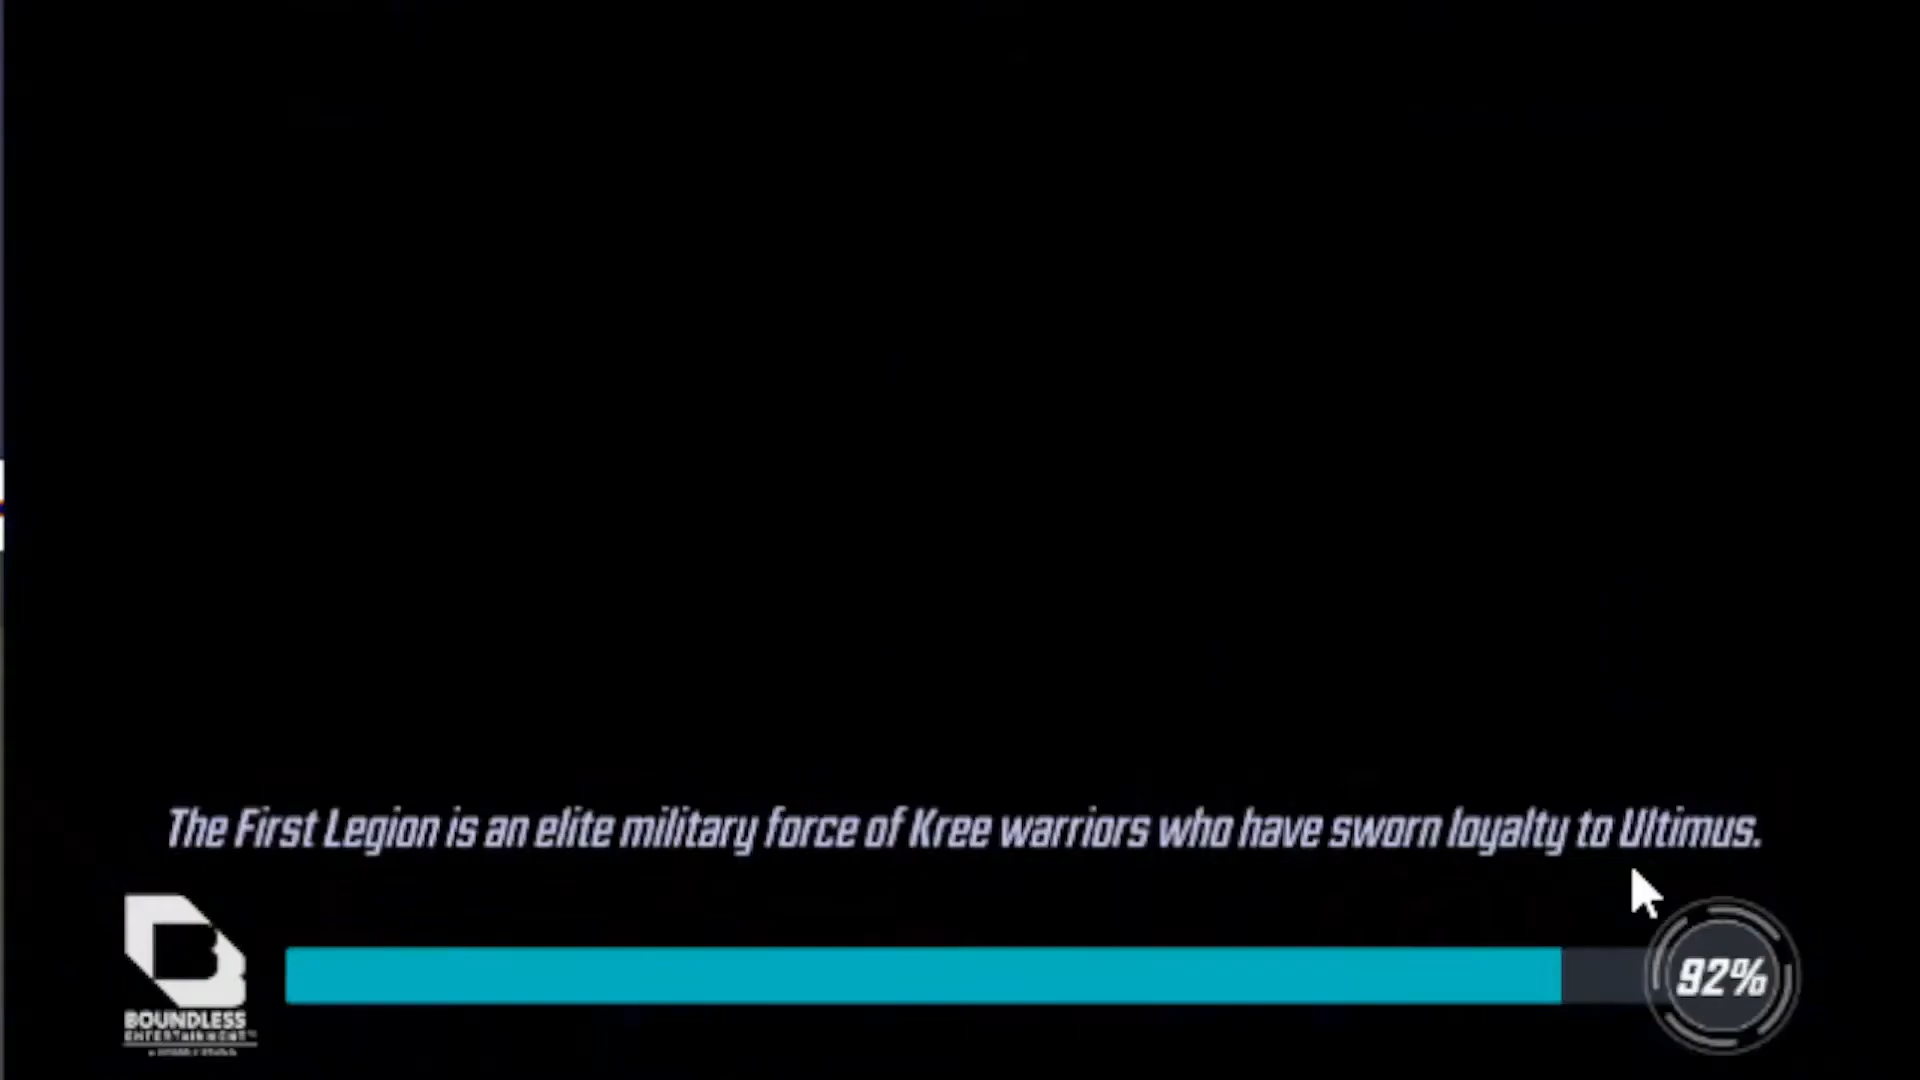 The First Legion is an elite military force of Kree warriors who have sworn loyalty to Ultimus.
92%
BOUNDLESS
ENTERTAINMENT